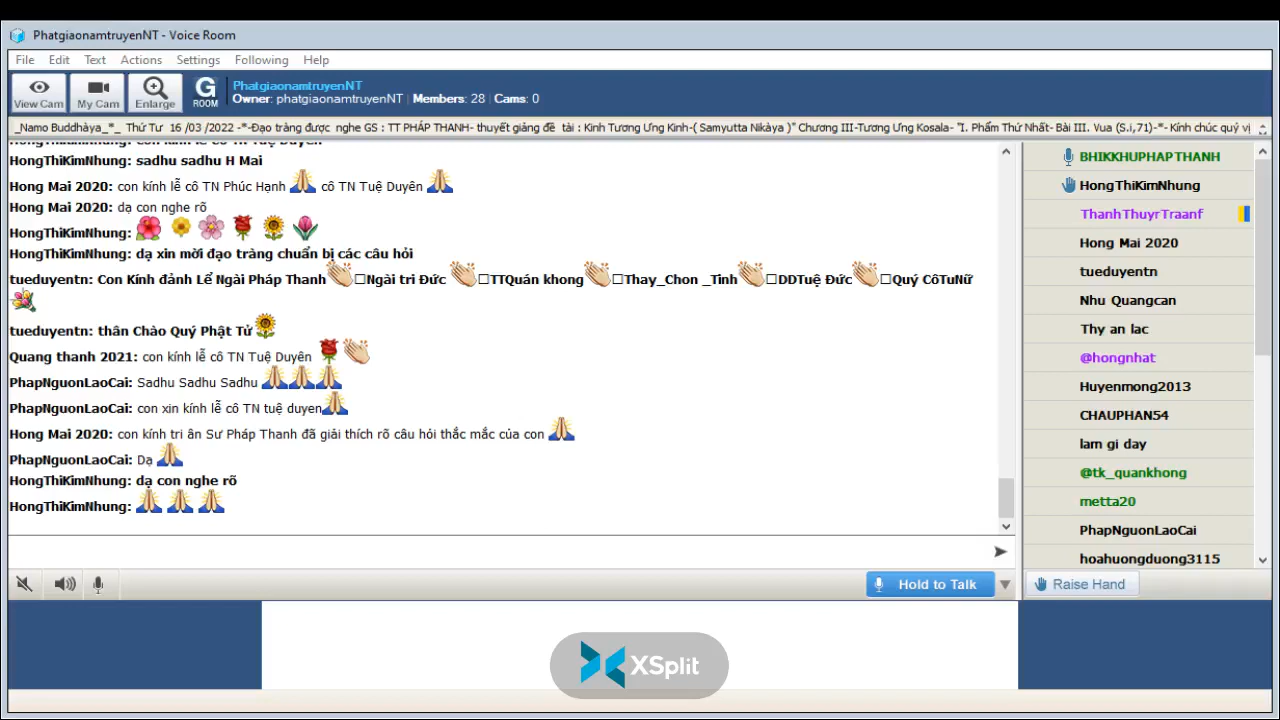 PhatgiaonamtruyenNT - Voice Room
File Edit Text Actions Settings Following Help
View Cam My Cam Enlarge G ROOM
PhatgiaonamtruyenNT
Owner: phatgiaonamtruyenNT | Members: 28 | Cams: 0
_Namo Buddhàya_*_ Thứ Tư 16 /03 /2022 -*-Đạo tràng được nghe GS : TT PHÁP THANH- thuyết giảng đề tài : Kinh Tương Ưng Kinh-( Samyutta Nikàya )" Chương III-Tương Ưng Kosala- "I. Phẩm Thứ Nhất- Bài III. Vua (S.i,71)-*- Kính chúc quý vị
HongThiKimNhung: con kính lễ cô TN Tuệ Duyên
HongThiKimNhung: sadhu sadhu H Mai
Hong Mai 2020: con kính lễ cô TN Phúc Hạnh 🙏 cô TN Tuệ Duyên 🙏
Hong Mai 2020: dạ con nghe rõ
HongThiKimNhung: 🌺 🌼 🌸 🌹 🌻 🌷
HongThiKimNhung: dạ xin mời đạo tràng chuẩn bị các câu hỏi
tueduyentn: Con Kính đảnh Lể Ngài Pháp Thanh👏□Ngài tri Đức 👏□TTQuán khong 👏□Thay_Chon _Tinh👏□DDTuệ Đức👏□Quý CôTuNữ
💐
tueduyentn: thân Chào Quý Phật Tử🌻
Quang thanh 2021: con kính lễ cô TN Tuệ Duyên 🌹👏
PhapNguonLaoCai: Sadhu Sadhu Sadhu 🙏🙏🙏
PhapNguonLaoCai: con xin kính lễ cô TN tuệ duyen🙏
Hong Mai 2020: con kính tri ân Sư Pháp Thanh đã giải thích rõ câu hỏi thắc mắc của con 🙏
PhapNguonLaoCai: Dạ 🙏
HongThiKimNhung: dạ con nghe rõ
HongThiKimNhung: 🙏 🙏 🙏
Hold to Talk
BHIKKHUPHAPTHANH
HongThiKimNhung
ThanhThuyrTraanf
Hong Mai 2020
tueduyentn
Nhu Quangcan
Thy an lac
@hongnhat
Huyenmong2013
CHAUPHAN54
lam gi day
@tk_quankhong
metta20
PhapNguonLaoCai
hoahuongduong3115
Raise Hand
XSplit